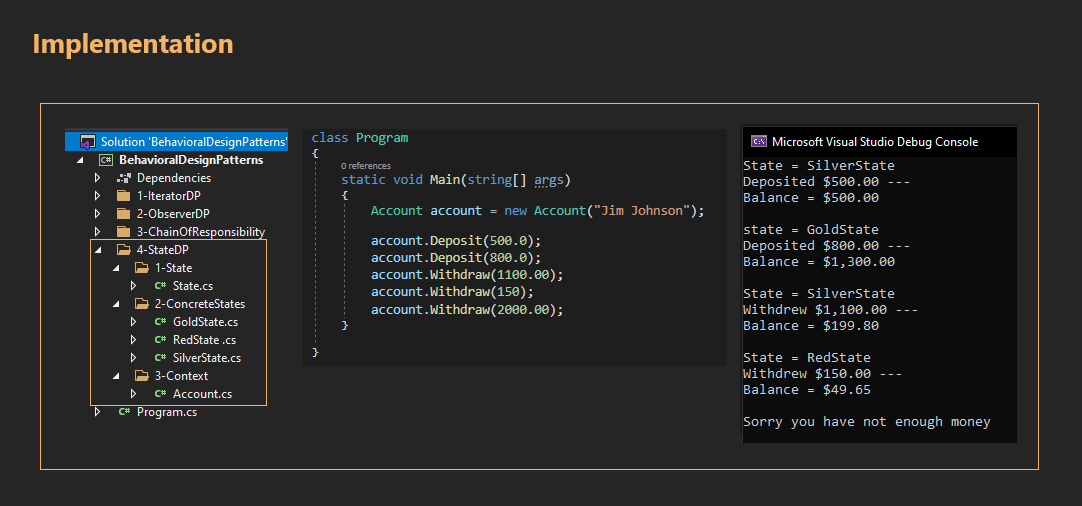 Implementation
Solution 'BehavioralDesignPatterns'
C# BehavioralDesignPatterns
Dependencies
1-IteratorDP
2-ObserverDP
3-ChainOfResponsibility
4-StateDP
1-State
C# State.cs
2-ConcreteStates
C# GoldState.cs
C# RedState .cs
C# SilverState.cs
3-Context
C# Account.cs
C# Program.cs
class Program
{
0 references
static void Main(string[] args)
{
Account account = new Account("Jim Johnson");
account.Deposit(500.0);
account.Deposit(800.0);
account.Withdraw(1100.00);
account.Withdraw(150);
account.Withdraw(2000.00);
}
}
C:\ Microsoft Visual Studio Debug Console
State = SilverState
Deposited $500.00 ---
Balance = $500.00
state = GoldState
Deposited $800.00 ---
Balance = $1,300.00
State = SilverState
Withdrew $1,100.00 ---
Balance = $199.80
State = RedState
Withdrew $150.00 ---
Balance = $49.65
Sorry you have not enough money